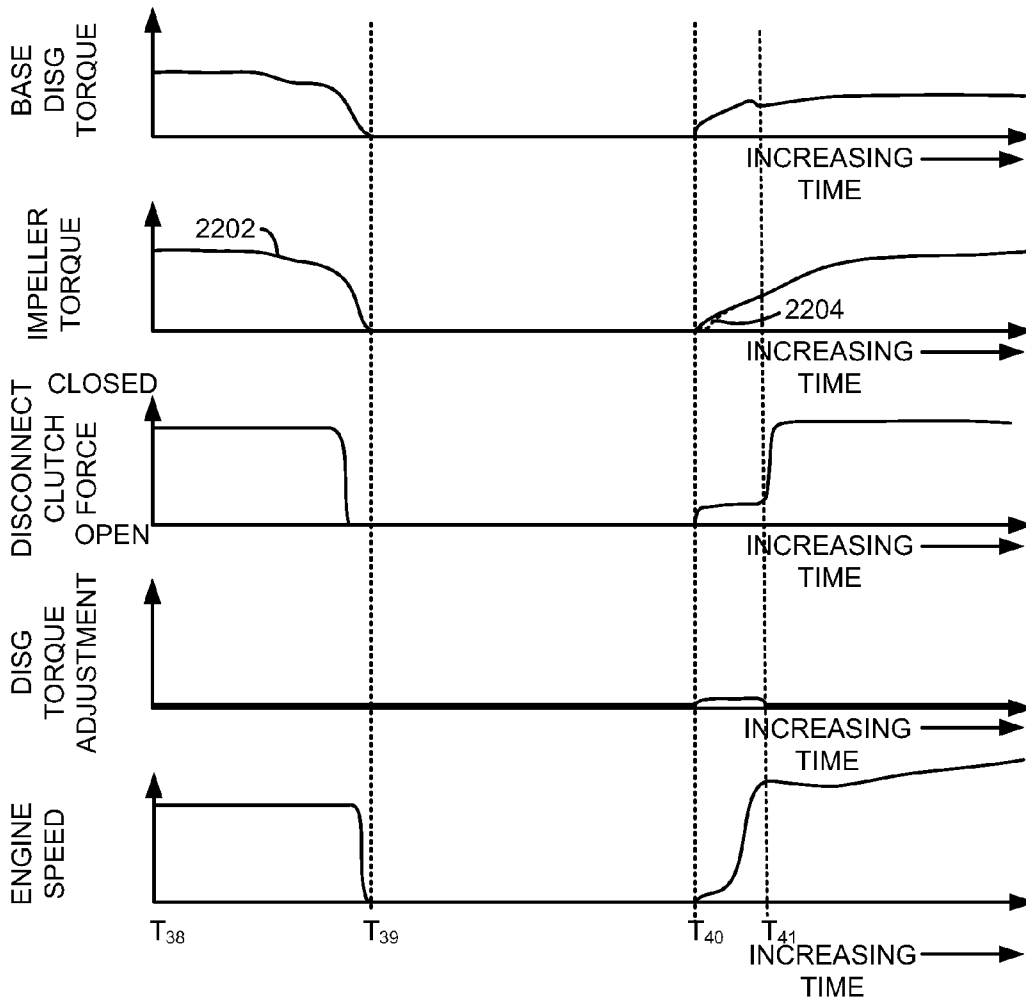 BASE
DISG
TORQUE
INCREASING
TIME
IMPELLER
TORQUE
2202
2204
INCREASING
TIME
DISCONNECT
CLUTCH
FORCE
CLOSED
OPEN
INCREASING
TIME
DISG
TORQUE
ADJUSTMENT
INCREASING
TIME
ENGINE
SPEED
T38
T39
T40
T41
INCREASING
TIME